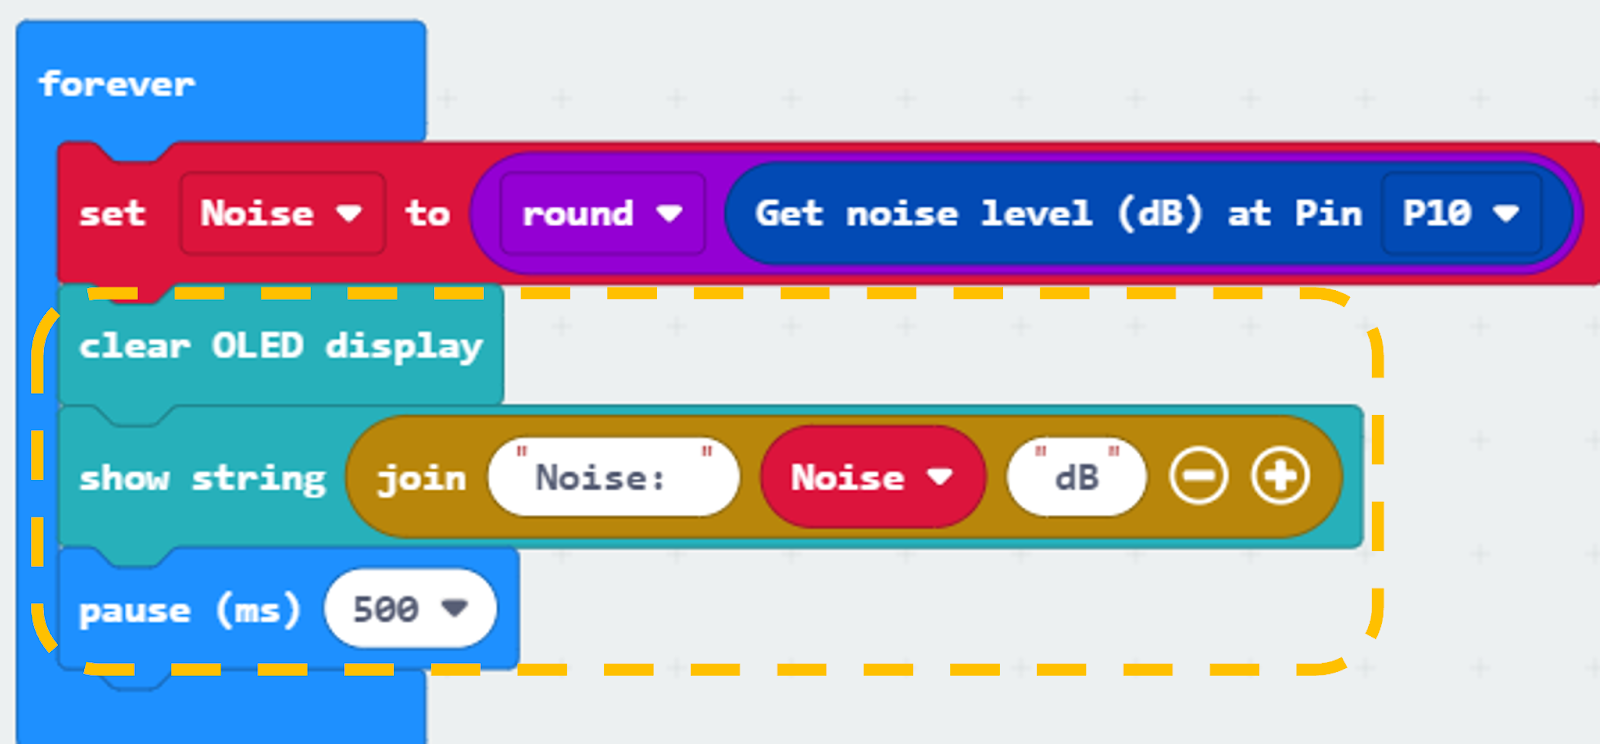 forever
set Noise to round Get noise level (dB) at Pin P10
clear OLED display
show string join "Noise: " Noise "dB"
pause (ms) 500